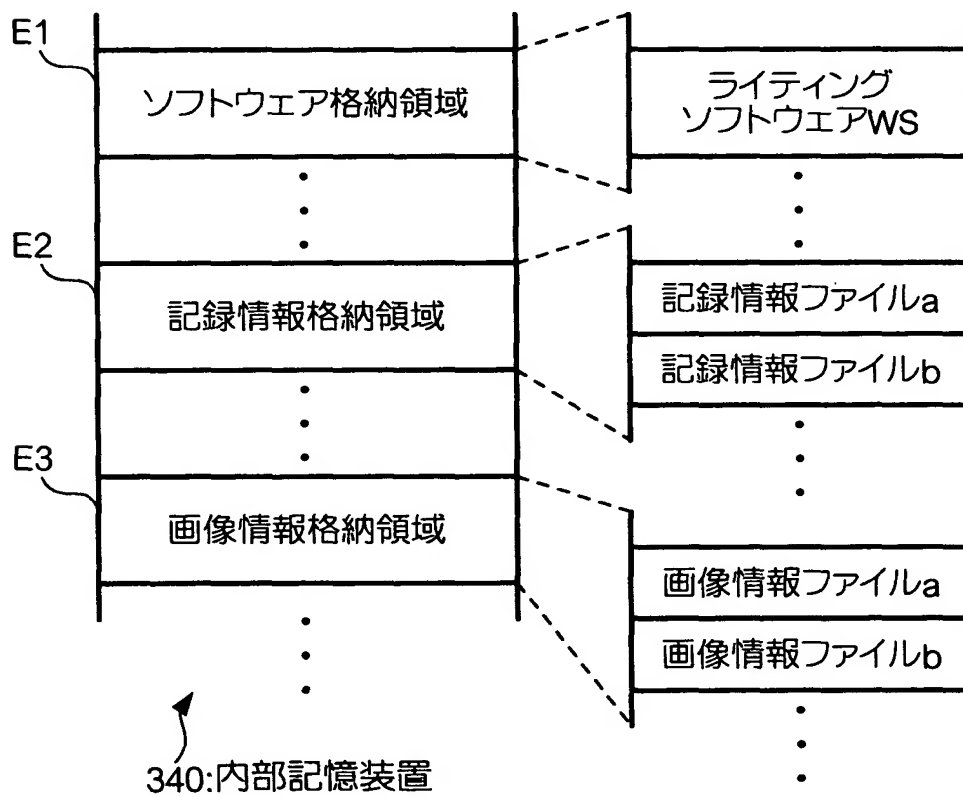 E1
ソフトウェア格納領域
ライティング
ソフトウェアWS
E2
記録情報格納領域
記録情報ファイルa
記録情報ファイルb
E3
画像情報格納領域
画像情報ファイルa
画像情報ファイルb
340:内部記憶装置